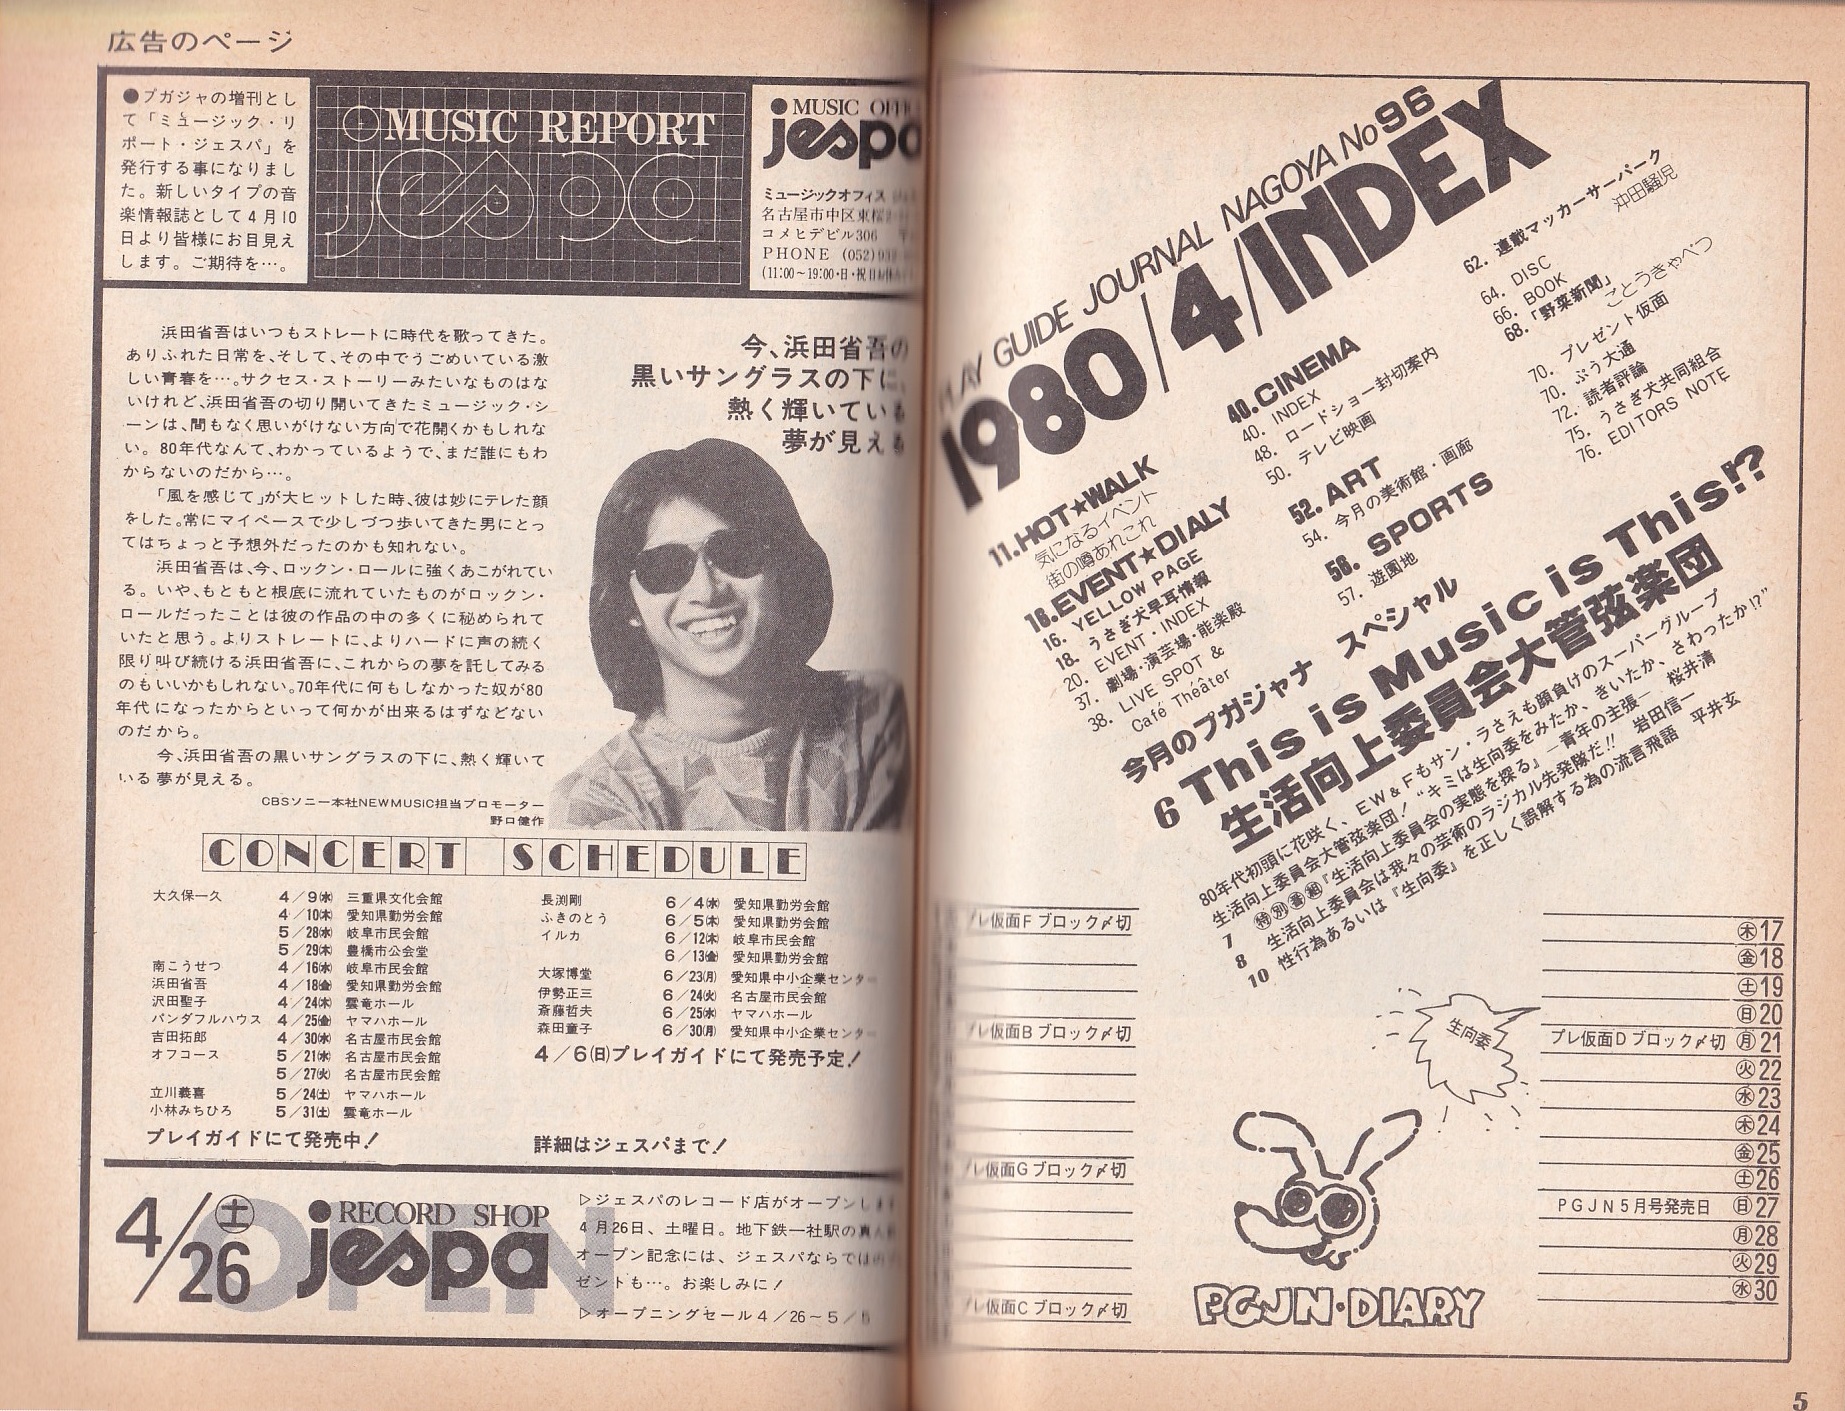 広告のページ
●プガジャの増刊とし
て「ミュージック・リ
ポート・ジェスパ」を
発行する事になりまし
た。新しいタイプの音
楽情報誌として4月10
日より皆様にお目見え
します。ご期待を…。
MUSIC REPORT
jespa
●MUSIC
jespa
ミュージックオフィス
名古屋市中区東桜
コメヒデビル306
PHONE (052)
(11:00～19:00・日・祝日
浜田省吾はいつもストレートに時代を歌ってきた。
ありふれた日常を、そして、その中でうごめいている激
しい青春を…。サクセス・ストーリーみたいなものはな
いけれど、浜田省吾の切り開いてきたミュージック・シ
ーンは、間もなく思いがけない方向で花開くかもしれな
い。80年代なんて、わかっているようで、まだ誰にもわ
からないのだから…。
「風を感じて」が大ヒットした時、彼は妙にテレた顔
をした。常にマイペースで少しづつ歩いてきた男にとっ
てはちょっと予想外だったのかも知れない。
浜田省吾は、今、ロックン・ロールに強くあこがれてい
る。いや、もともと根底に流れていたものがロックン・
ロールだったことは彼の作品の中の多くに秘められて
いたと思う。よりストレートに、よりハードに声の続く
限り叫び続ける浜田省吾に、これからの夢を託してみる
のもいいかもしれない。70年代に何もしなかった奴が80
年代になったからといって何かが出来るはずなどない
のだから。
今、浜田省吾の黒いサングラスの下に、熱く輝いて
いる夢が見える。
CBSソニー本社NEWMUSIC担当プロモーター
野口健作
今、浜田省吾の
黒いサングラスの下に、
熱く輝いている
夢が見える
CONCERT SCHEDULE
大久保一久 4／9(水) 三重県文化会館
4／10(木) 愛知県勤労会館
5／28(水) 岐阜市民会館
5／29(木) 豊橋市公会堂
南こうせつ 4／16(水) 岐阜市民会館
浜田省吾 4／18(金) 愛知県勤労会館
沢田聖子 4／24(木) 雲竜ホール
バンダフルハウス 4／25(金) ヤマハホール
吉田拓郎 4／30(水) 名古屋市民会館
オフコース 5／21(水) 名古屋市民会館
5／27(火) 名古屋市民会館
立川義喜 5／24(土) ヤマハホール
小林みちひろ 5／31(土) 雲竜ホール
プレイガイドにて発売中！
長渕剛 6／4(水) 愛知県勤労会館
ふきのとう 6／5(木) 愛知県勤労会館
イルカ 6／12(木) 岐阜市民会館
6／13(金) 愛知県勤労会館
大塚博堂 6／23(月) 愛知県中小企業センター
伊勢正三 6／24(火) 名古屋市民会館
斎藤哲夫 6／25(水) ヤマハホール
森田童子 6／30(月) 愛知県中小企業センター
4／6(日)プレイガイドにて発売予定！
詳細はジェスパまで！
4／26(土)
OPEN
●RECORD SHOP
jespa
▷ジェスパのレコード店がオープンしま
4月26日、土曜日。地下鉄一社駅の真
オープン記念には、ジェスパならでは
ゼントも…。お楽しみに！
▷オープニングセール4／26～5／5
PLAY GUIDE JOURNAL NAGOYA No96
1980/4/INDEX
11.HOT★WALK
気になるイベント
街の噂あれこれ
16.EVENT★DIALY
16. YELLOW PAGE
18. うさぎ犬早耳情報
20. EVENT・INDEX
37. 劇場・演芸場・能楽殿
38. LIVE SPOT &
Café Théâter
40.CINEMA
40. INDEX
48. ロードショー封切案内
50. テレビ映画
52. ART
54. 今月の美術館・画廊
56. SPORTS
57. 遊園地
62. 連載マッカーサーパーク
沖田騒児
64. DISC
66. BOOK
68.「野菜新聞」
ごとうきゃべつ
70. プレゼント仮面
70. ぷう大通
72. 読者評論
75. うさぎ犬共同組合
76. EDITORS NOTE
今月のプガジャナ スペシャル
6 This is Music is This!?
生活向上委員会大管弦楽団
80年代初頭に花咲く、EW&Fもサン・ラさえも顔負けのスーパーグループ
生活向上委員会大管弦楽団！“キミは生向委をみたか、きいたか、さわったか!?”
7 特別番組『生活向上委員会の実態を探る』―青年の主張― 桜井清
8 生活向上委員会は我々の芸術のラジカル先発隊だ!! 岩田信一
10 性行為あるいは『生向委』を正しく誤解する為の流言飛語 平井玄
プレ仮面Fブロック〆切
プレ仮面Bブロック〆切
プレ仮面Gブロック〆切
プレ仮面Cブロック〆切
生向委
PGJN・DIARY
(木)17
(金)18
(土)19
(日)20
プレ仮面Dブロック〆切 (月)21
(火)22
(水)23
(木)24
(金)25
(土)26
PGJN5月号発売日 (日)27
(月)28
(火)29
(水)30
5